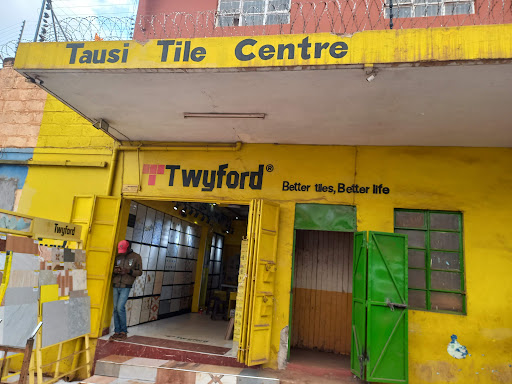 Tausi Tile Centre
Twyford® Better tiles, Better life
Twyford